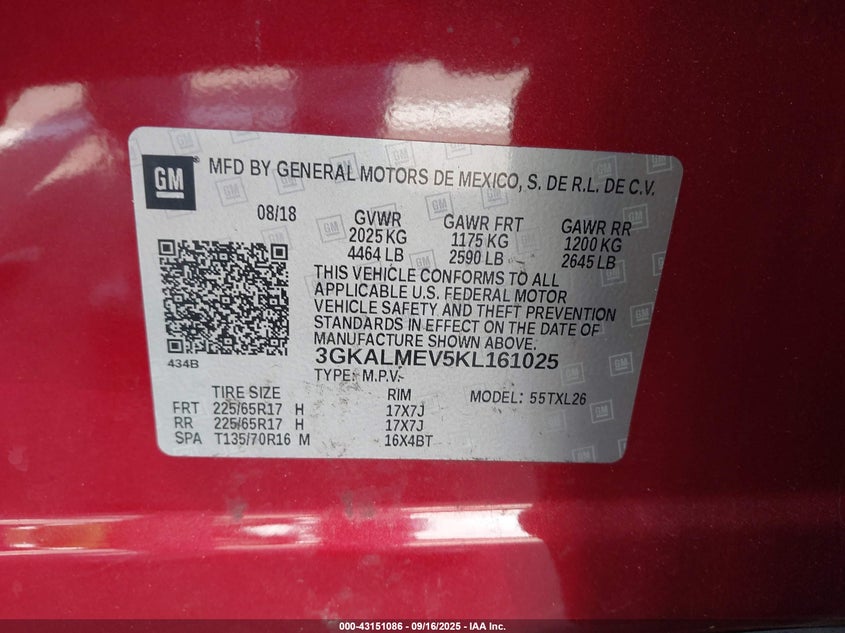 GM
MFD BY GENERAL MOTORS DE MEXICO, S. DE R.L. DE C.V.
08/18 GVWR GAWR FRT GAWR RR
2025 KG 1175 KG 1200 KG
4464 LB 2590 LB 2645 LB
THIS VEHICLE CONFORMS TO ALL
APPLICABLE U.S. FEDERAL MOTOR
VEHICLE SAFETY AND THEFT PREVENTION
STANDARDS IN EFFECT ON THE DATE OF
MANUFACTURE SHOWN ABOVE.
434B
3GKALMEV5KL161025
TYPE: M.P.V.
TIRE SIZE RIM MODEL: 55TXL26
FRT 225/65R17 H 17X7J
RR 225/65R17 H 17X7J
SPA T135/70R16 M 16X4BT
000-43151086 - 09/16/2025 - IAA Inc.